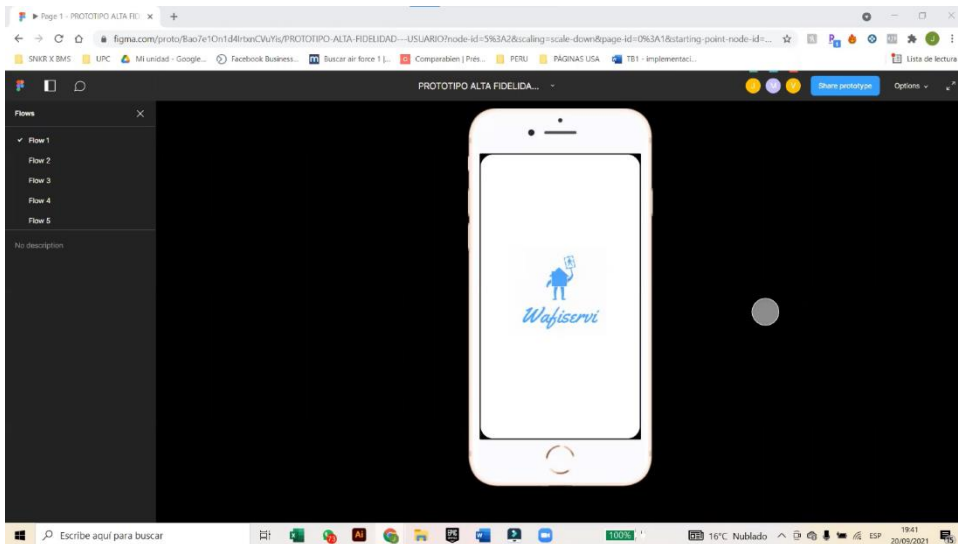 Page 1 - PROTOTIPO ALTA FID
figma.com/proto/Bao7e1On1d4IrtxnCVuYis/PROTOTIPO-ALTA-FIDELIDAD---USUARIO?node-id=5%3A2&scaling=scale-down&page-id=0%3A1&starting-point-node-id=...
SNKR X BMS UPC Mi unidad - Google... Facebook Business... Buscar air force 1 |... Comparabien | Prés... PERU PÁGINAS USA TB1 - implementaci... Lista de lectura
PROTOTIPO ALTA FIDELIDA... Share prototype Options
Flows
Flow 1
Flow 2
Flow 3
Flow 4
Flow 5
No description
Wafiservi
Escribe aquí para buscar 100% 16°C Nublado ESP 19:41
20/09/2021